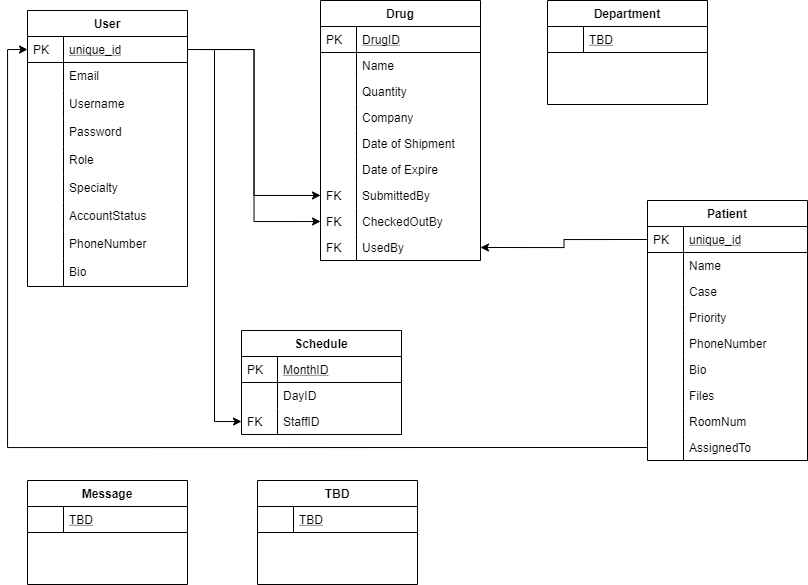 User
PK unique_id
Email
Username
Password
Role
Specialty
AccountStatus
PhoneNumber
Bio
Drug
PK DrugID
Name
Quantity
Company
Date of Shipment
Date of Expire
FK SubmittedBy
FK CheckedOutBy
FK UsedBy
Department
TBD
Patient
PK unique_id
Name
Case
Priority
PhoneNumber
Bio
Files
RoomNum
AssignedTo
Schedule
PK MonthID
DayID
FK StaffID
Message
TBD
TBD
TBD